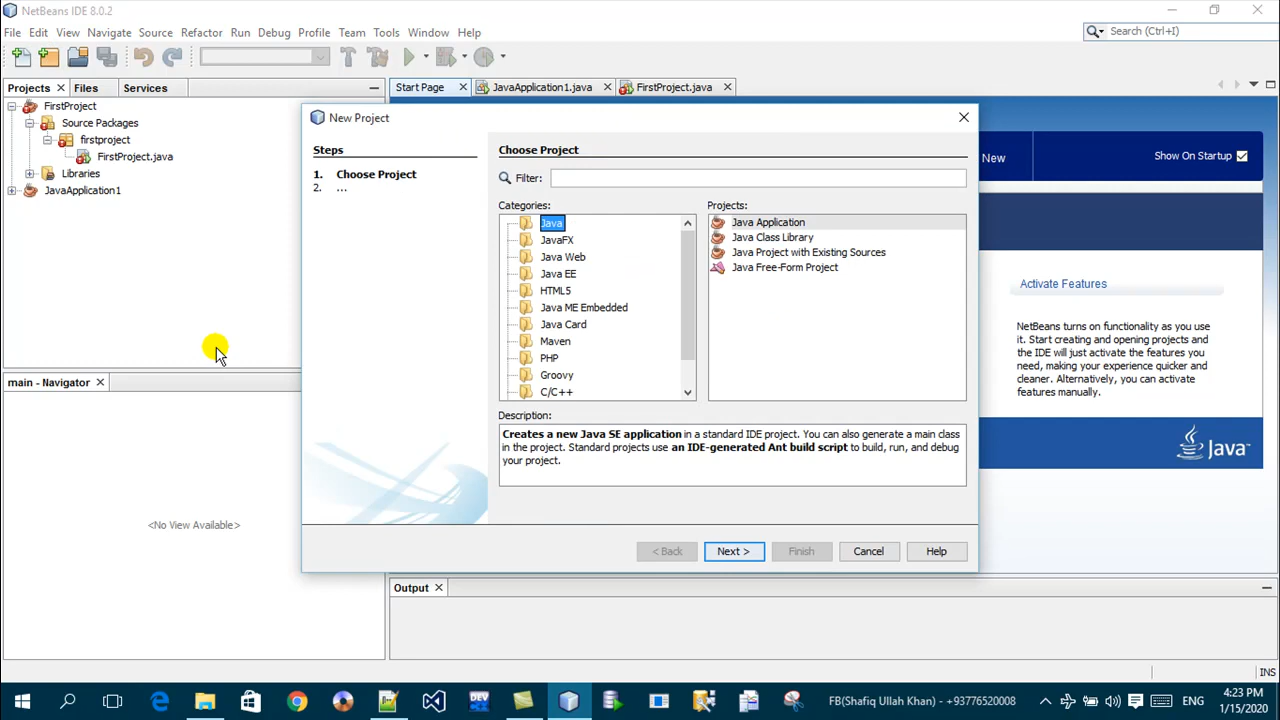 NetBeans IDE 8.0.2
File Edit View Navigate Source Refactor Run Debug Profile Team Tools Window Help
Search (Ctrl+I)
Projects Files Services
Start Page JavaApplication1.java FirstProject.java
FirstProject
Source Packages
firstproject
FirstProject.java
Libraries
JavaApplication1
main - Navigator
<No View Available>
New Project
Steps
1. Choose Project
2. ...
Choose Project
Filter:
Categories:
Java
JavaFX
Java Web
Java EE
HTML5
Java ME Embedded
Java Card
Maven
PHP
Groovy
C/C++
Projects:
Java Application
Java Class Library
Java Project with Existing Sources
Java Free-Form Project
Description:
Creates a new Java SE application in a standard IDE project. You can also generate a main class
in the project. Standard projects use an IDE-generated Ant build script to build, run, and debug
your project.
< Back Next > Finish Cancel Help
New
Show On Startup
Activate Features
NetBeans turns on functionality as you use
it. Start creating and opening projects and
the IDE will just activate the features you
need, making your experience quicker and
cleaner. Alternatively, you can activate
features manually.
Java™
Output
INS
DEV
FB(Shafiq Ullah Khan) - +93776520008
ENG
4:23 PM
1/15/2020